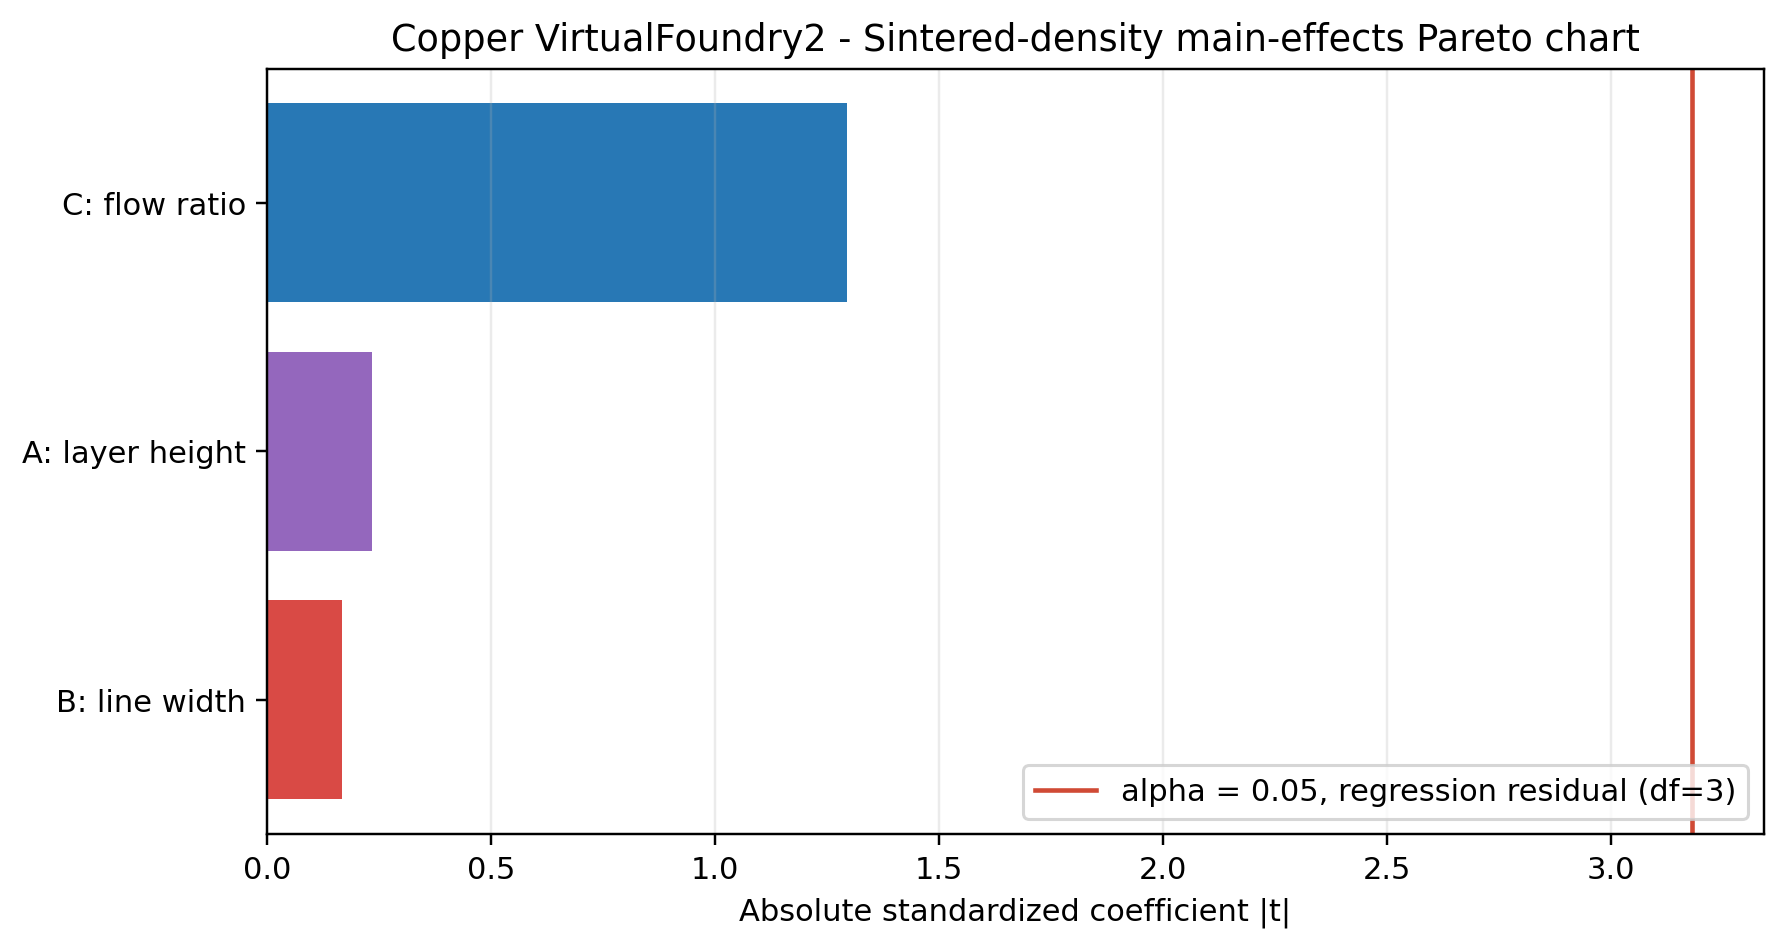 Copper VirtualFoundry2 - Sintered-density main-effects Pareto chart
C: flow ratio
A: layer height
B: line width
alpha = 0.05, regression residual (df=3)
0.0 0.5 1.0 1.5 2.0 2.5 3.0
Absolute standardized coefficient |t|